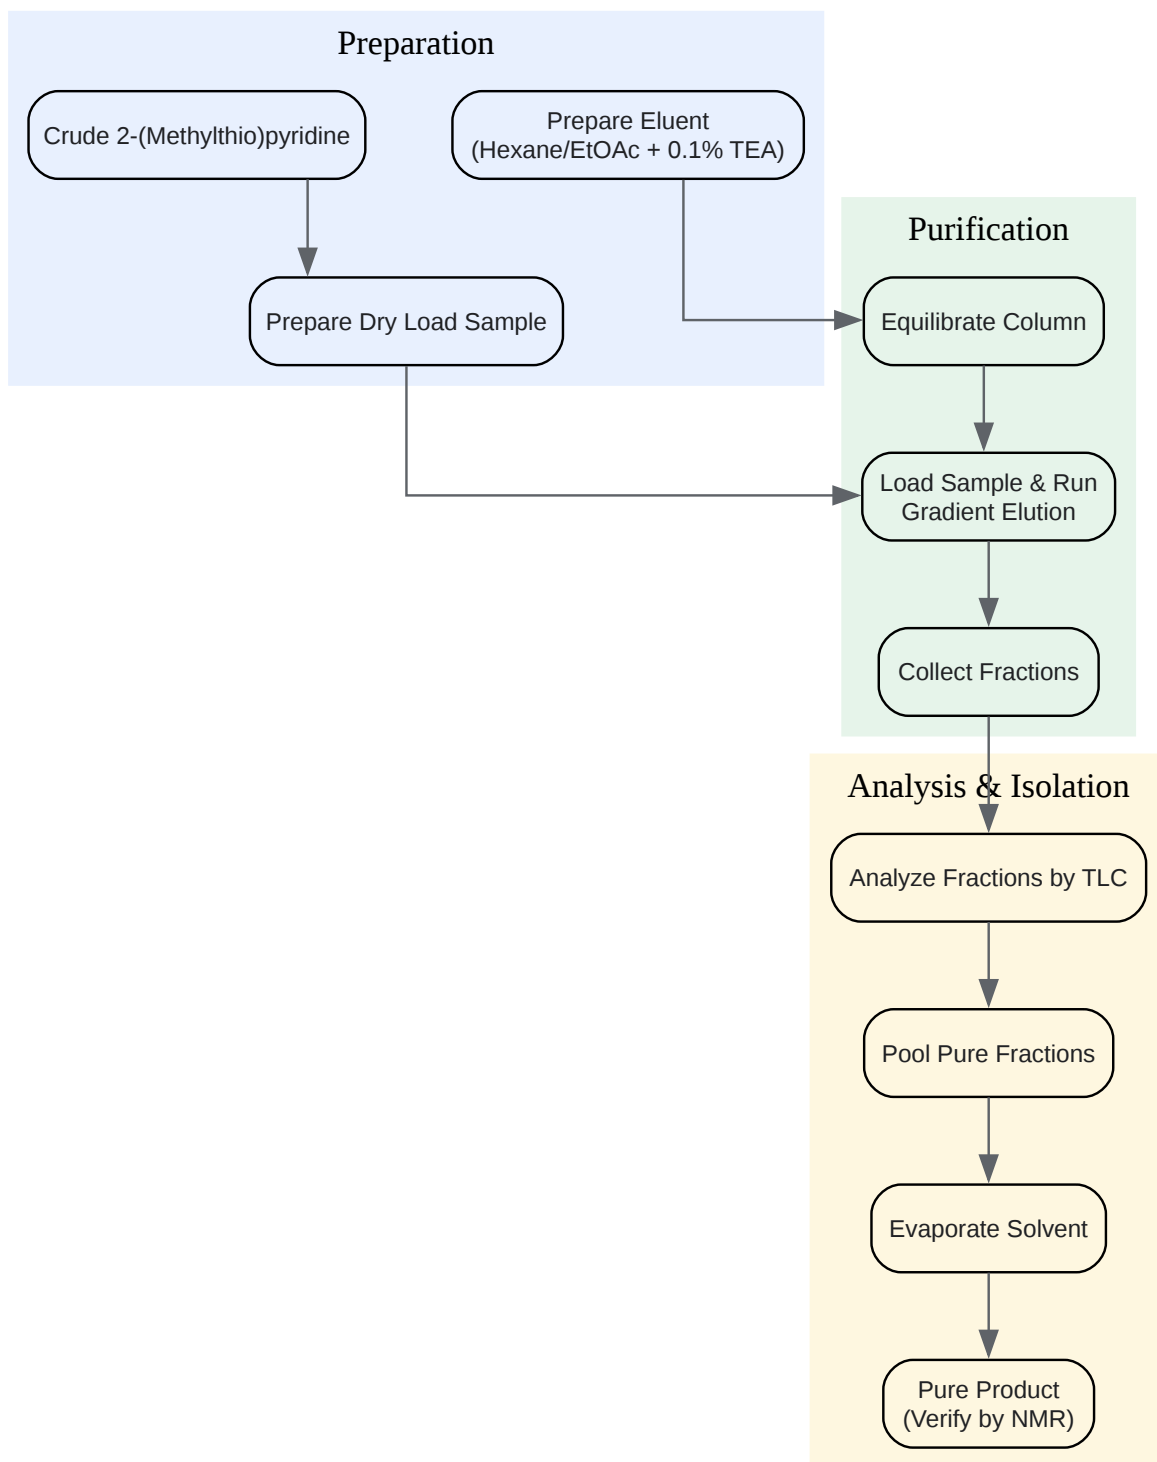 Preparation
Crude 2-(Methylthio)pyridine
Prepare Eluent
(Hexane/EtOAc + 0.1% TEA)
Prepare Dry Load Sample
Purification
Equilibrate Column
Load Sample & Run
Gradient Elution
Collect Fractions
Analysis & Isolation
Analyze Fractions by TLC
Pool Pure Fractions
Evaporate Solvent
Pure Product
(Verify by NMR)